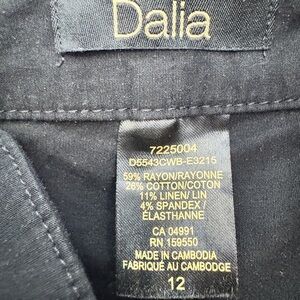 Dalia
7225004
D5543CWB-E3215
59% RAYON/RAYONNE
26% COTTON/COTON
11% LINEN/ LIN
4% SPANDEX/
ÉLASTHANNE
CA 04991
RN 159550
MADE IN CAMBODIA
FABRIQUÉ AU CAMBODGE
12